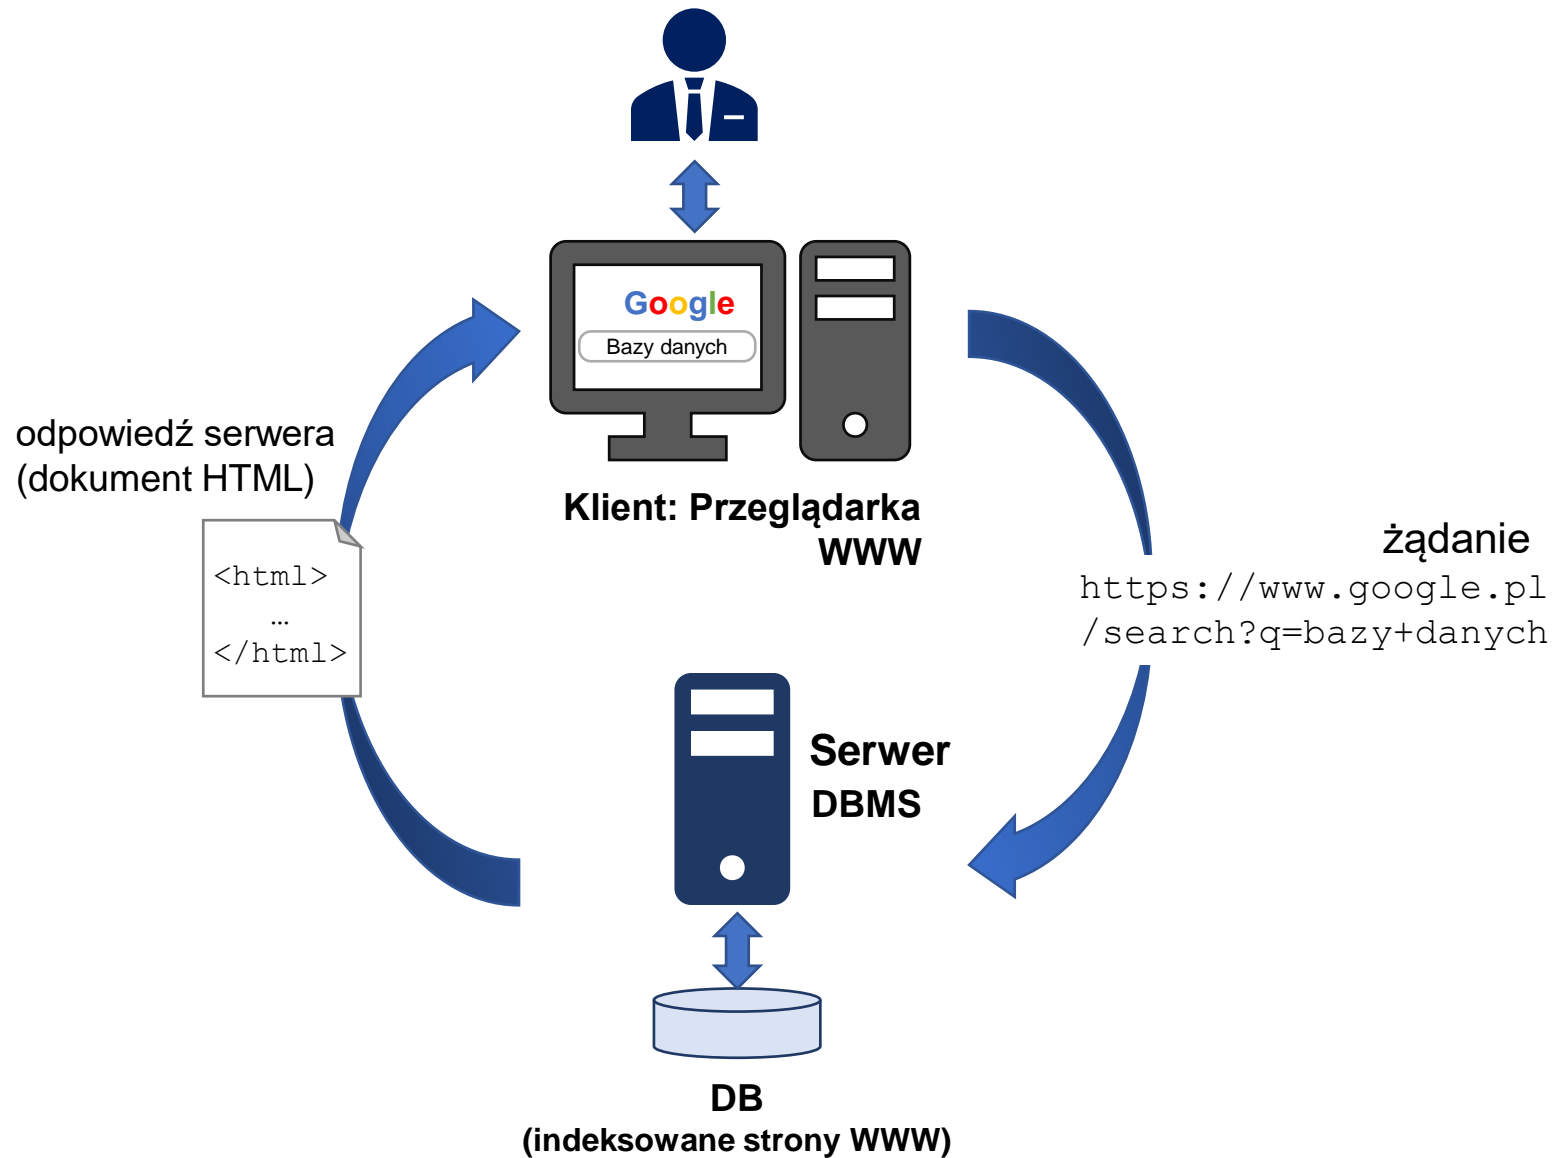 Google
Bazy danych
odpowiedź serwera
(dokument HTML)
<html>
…
</html>
Klient: Przeglądarka
WWW
żądanie
https://www.google.pl
/search?q=bazy+danych
Serwer
DBMS
DB
(indeksowane strony WWW)